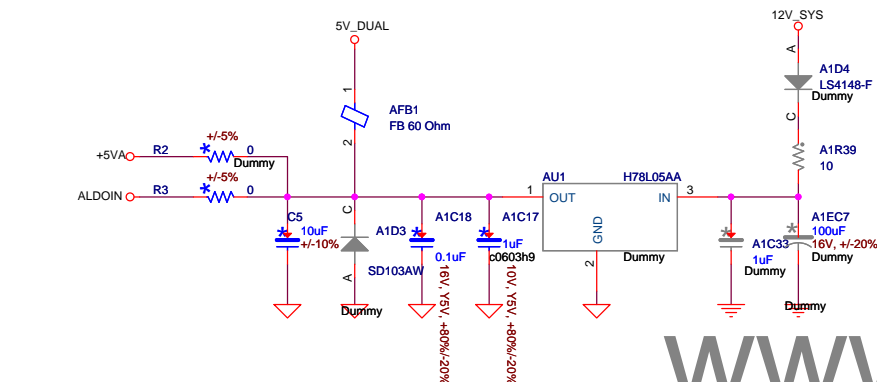 12V_SYS
5V_DUAL
A
A1D4
LS4148-F
Dummy
1
AFB1
FB 60 Ohm
C
2
+/-5%
+5VA
R2
0
Dummy
A1R39
10
+/-5%
ALDOIN
R3
0
AU1
H78L05AA
1
OUT
IN
3
C
C5
10uF
+/-10%
A1D3
A1C18
A1C17
A1EC7
100uF
16V, +/-20%
Dummy
GND
A1C33
1uF
Dummy
0.1uF
1uF
c0603h9
Dummy
2
SD103AW
A
Dummy
16V, Y5V, +80%/-20%
10V, Y5V, +80%/-20%
Dummy
WWW